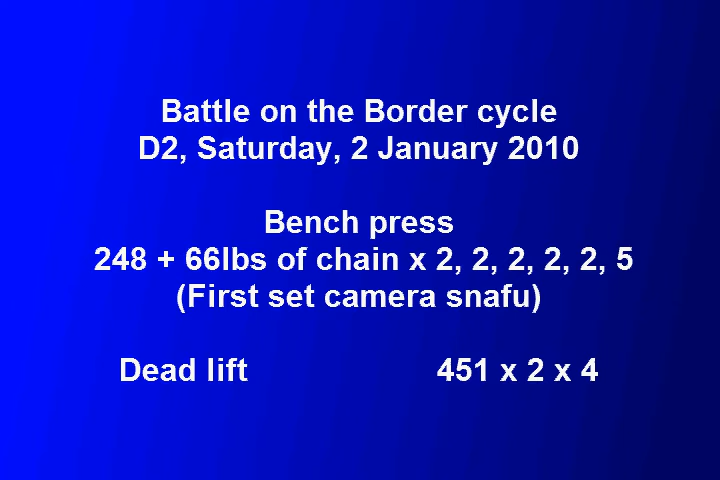 Battle on the Border cycle
D2, Saturday, 2 January 2010
Bench press
248 + 66lbs of chain x 2, 2, 2, 2, 2, 5
(First set camera snafu)
Dead lift 451 x 2 x 4